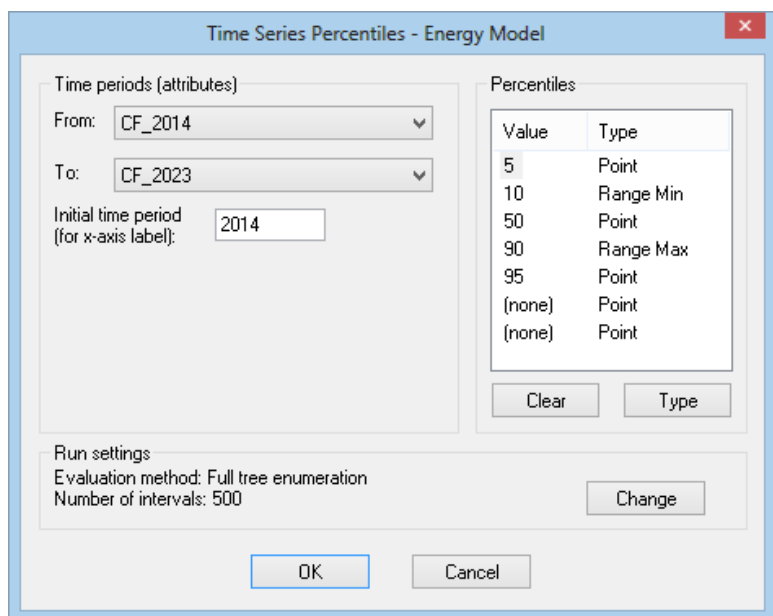 Time Series Percentiles - Energy Model
Time periods (attributes)
From: CF_2014
To: CF_2023
Initial time period
(for x-axis label): 2014
Percentiles
Value Type
5 Point
10 Range Min
50 Point
90 Range Max
95 Point
(none) Point
(none) Point
Clear Type
Run settings
Evaluation method: Full tree enumeration
Number of intervals: 500
Change
OK Cancel